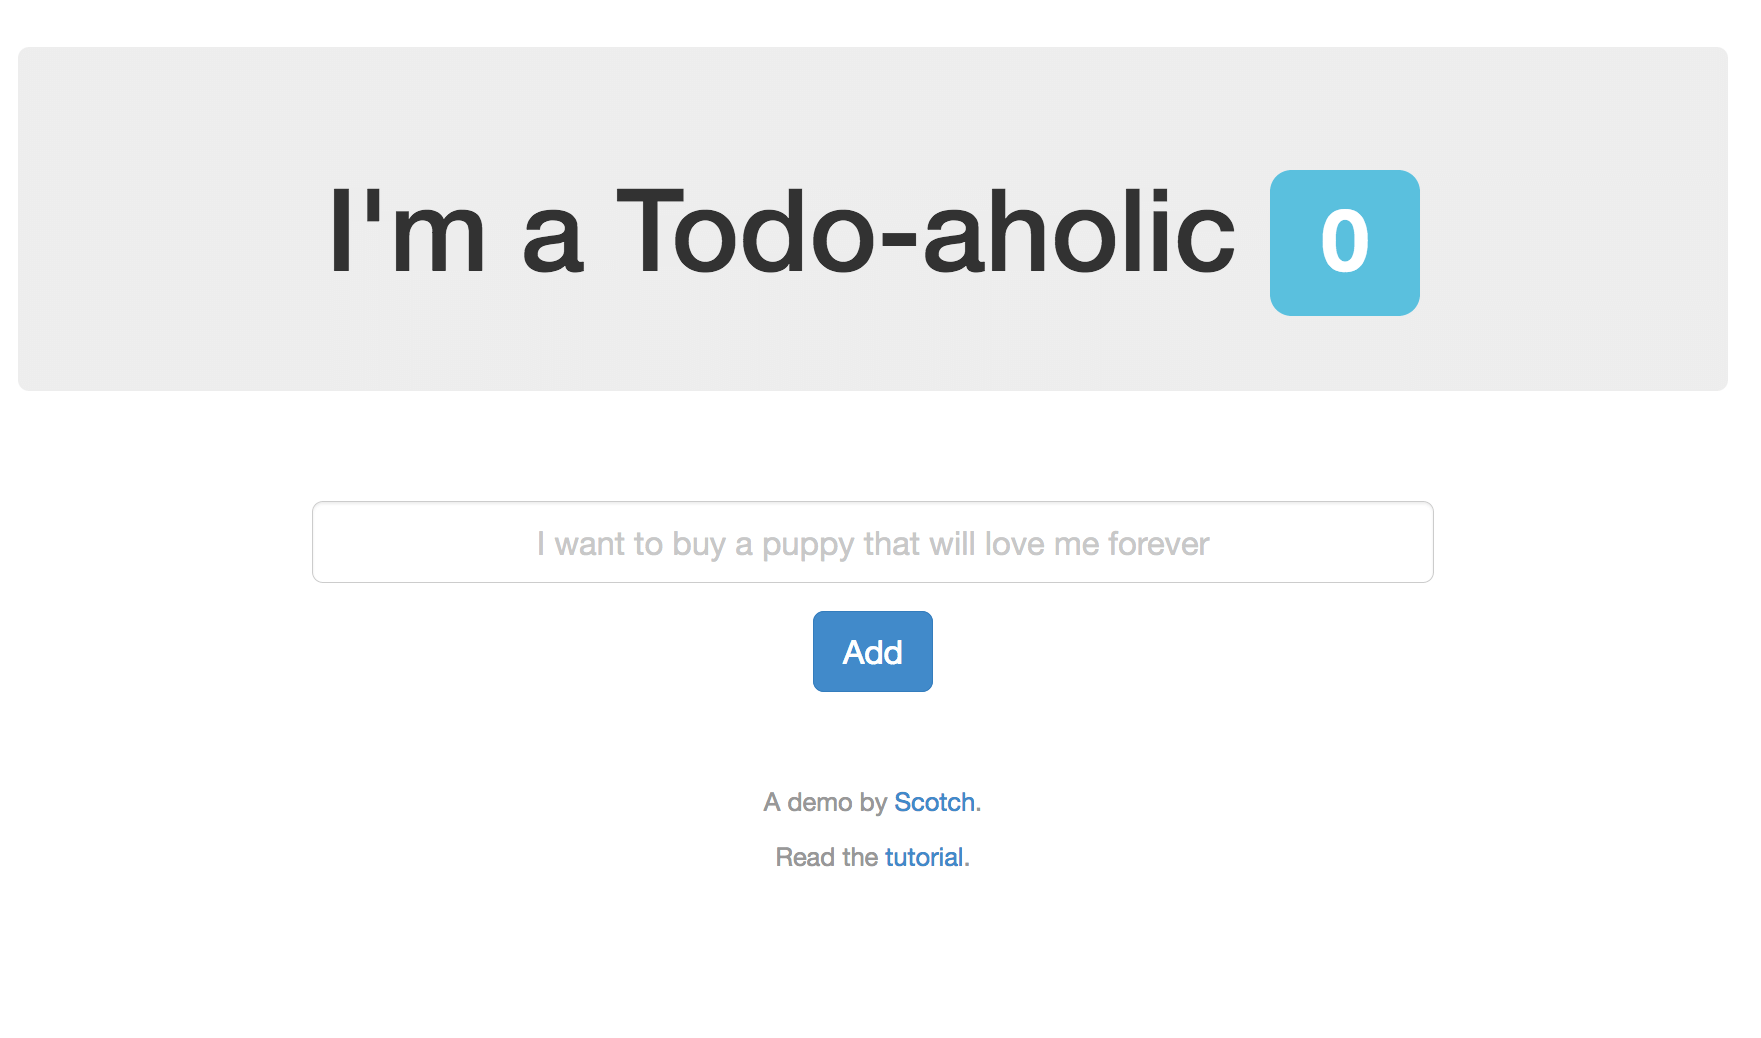 I'm a Todo-aholic 0
I want to buy a puppy that will love me forever
Add
A demo by Scotch.
Read the tutorial.